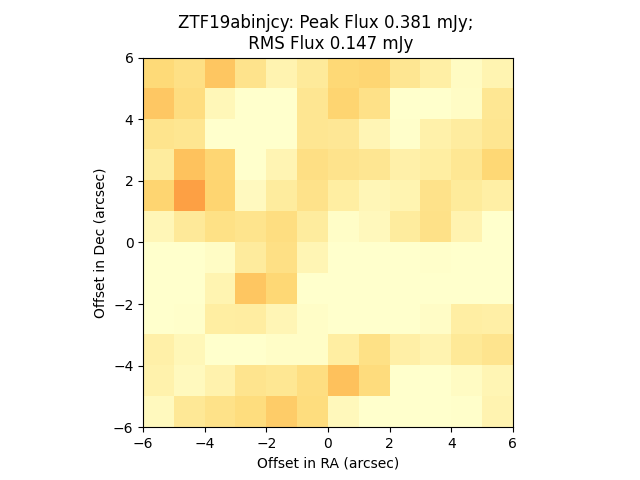 ZTF19abinjcy: Peak Flux 0.381 mJy;
RMS Flux 0.147 mJy
6
4
2
0
−2
−4
−6
Offset in Dec (arcsec)
−6 −4 −2 0 2 4 6
Offset in RA (arcsec)